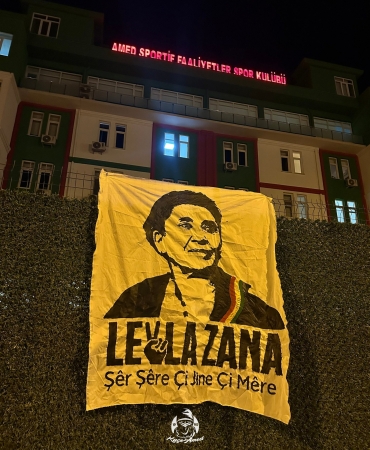 AMED SPORTİF FAALİYETLER SPOR KULÜBÜ
LEYLA ZANA
Şêr Şêre Çi Jine Çi Mêre